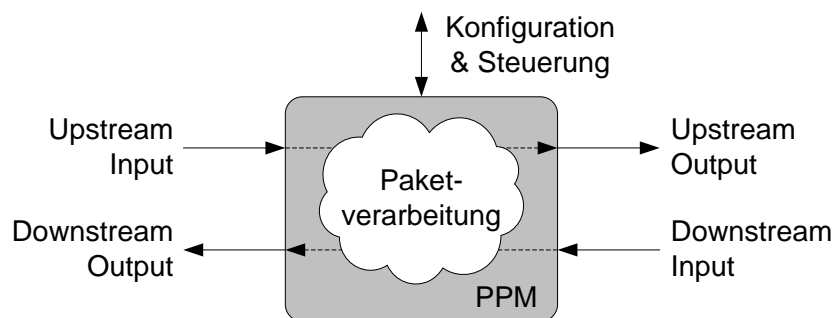 Konfiguration
& Steuerung
Upstream
Input
Upstream
Output
Paket-
verarbeitung
Downstream
Output
Downstream
Input
PPM